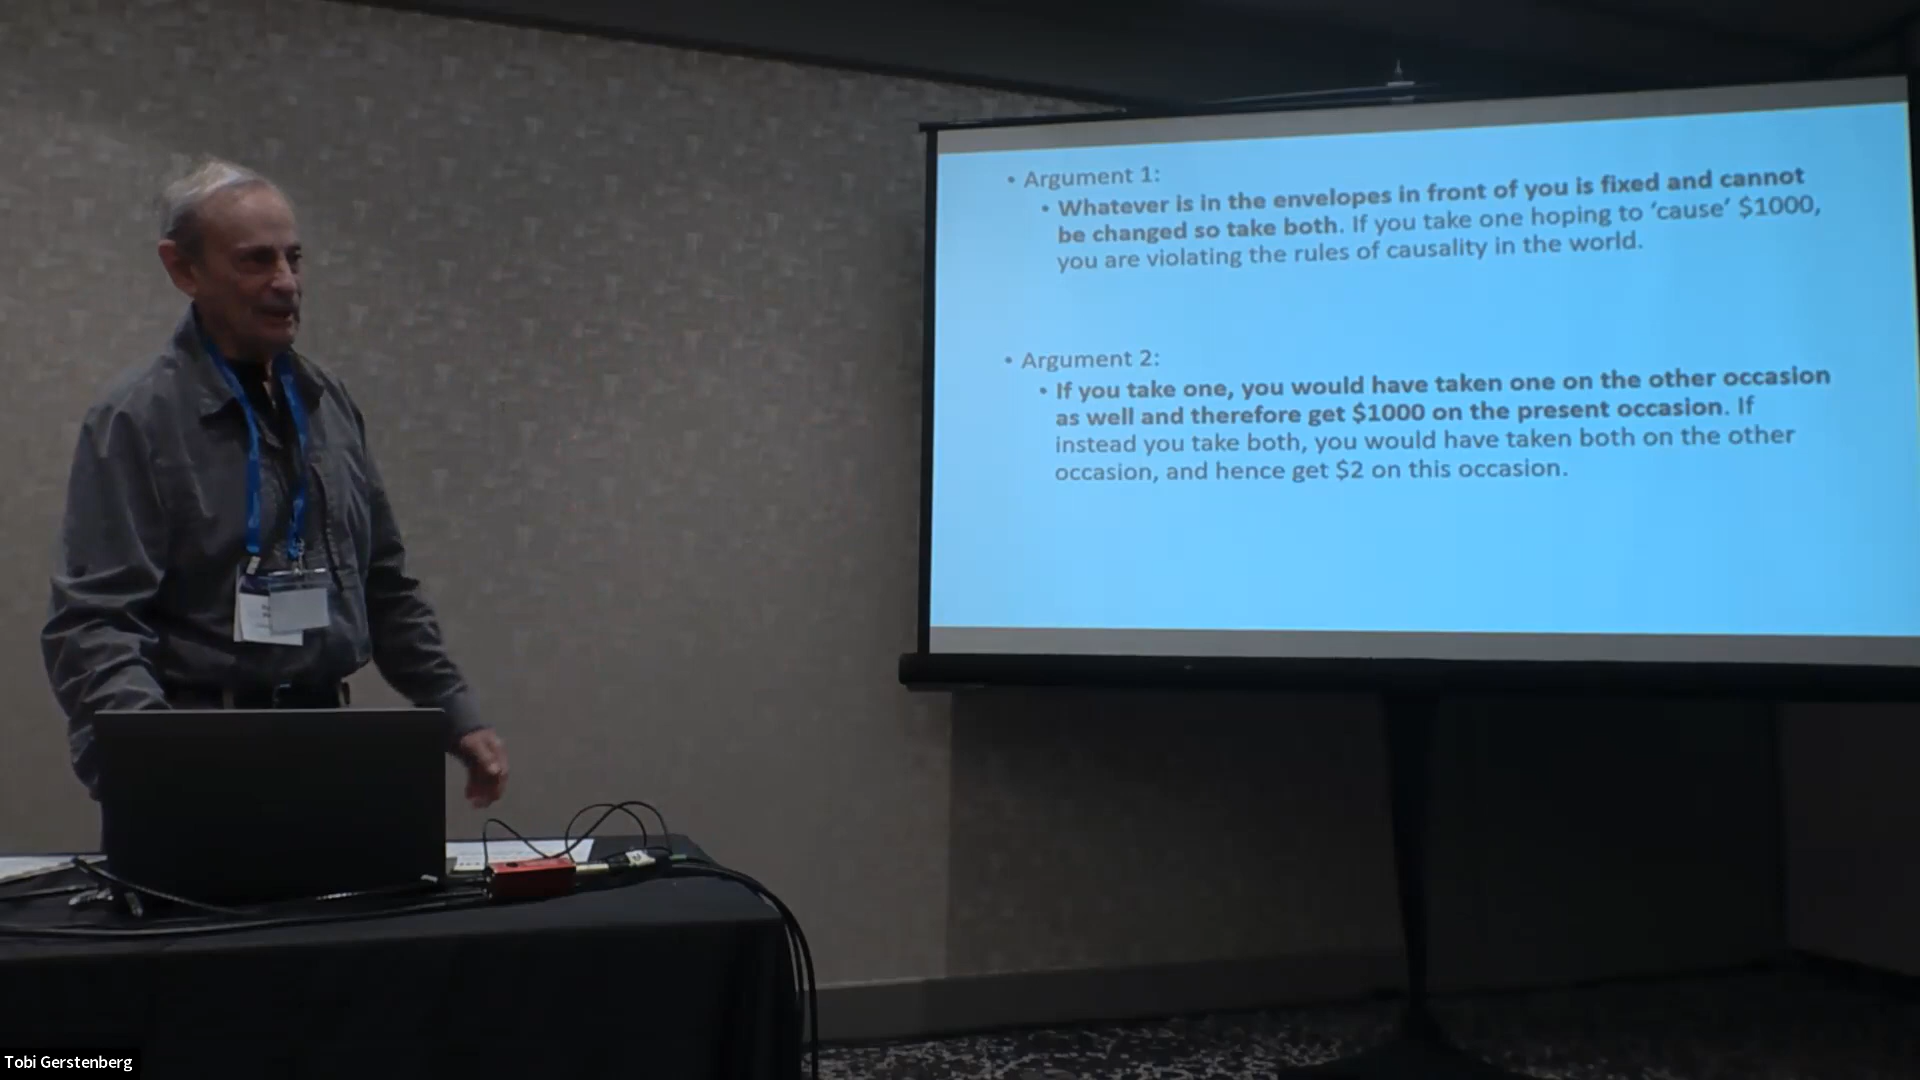 • Argument 1:
• Whatever is in the envelopes in front of you is fixed and cannot
be changed so take both. If you take one hoping to ‘cause’ $1000,
you are violating the rules of causality in the world.
• Argument 2:
• If you take one, you would have taken one on the other occasion
as well and therefore get $1000 on the present occasion. If
instead you take both, you would have taken both on the other
occasion, and hence get $2 on this occasion.
Tobi Gerstenberg